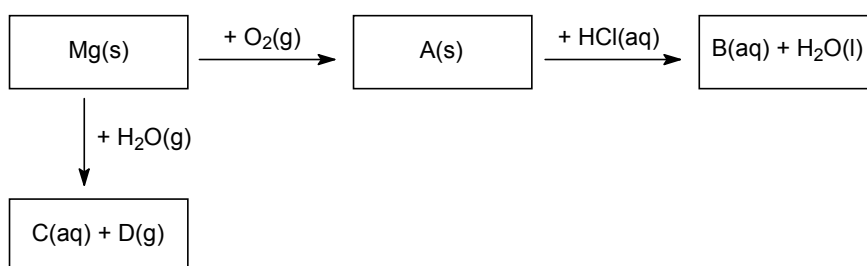 Mg(s)
+ O₂(g)
A(s)
+ HCl(aq)
B(aq) + H₂O(l)
+ H₂O(g)
C(aq) + D(g)